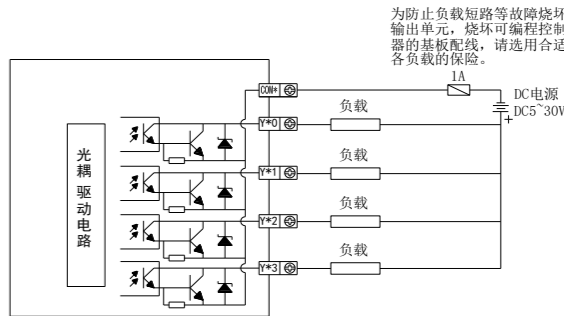 为防止负载短路等故障烧坏
输出单元，烧坏可编程控制
器的基板配线，请选用合适
各负载的保险。
1A
COM*
DC电源
DC5~30V
+
Y*0
负载
光耦 驱动电路
Y*1
负载
Y*2
负载
Y*3
负载